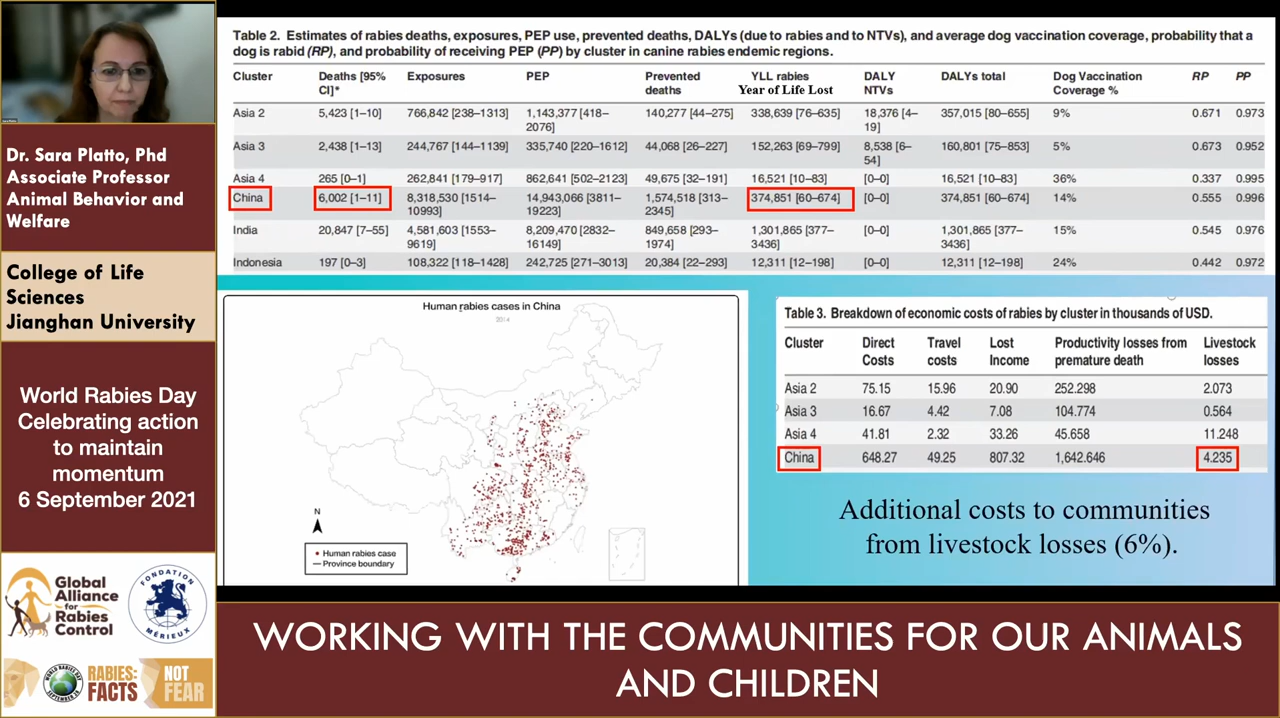 Dr. Sara Platto, Phd
Associate Professor
Animal Behavior and
Welfare
College of Life
Sciences
Jianghan University
World Rabies Day
Celebrating action
to maintain
momentum
6 September 2021
Global
Alliance
for
Rabies
Control
FONDATION
MÉRIEUX
WORLD RABIES DAY
SEPTEMBER 28
RABIES:
FACTS
NOT
FEAR
Table 2. Estimates of rabies deaths, exposures, PEP use, prevented deaths, DALYs (due to rabies and to NTVs), and average dog vaccination coverage, probability that a
dog is rabid (RP), and probability of receiving PEP (PP) by cluster in canine rabies endemic regions.
Cluster Deaths [95% Exposures PEP Prevented YLL rabies DALY DALYs total Dog Vaccination RP PP
CI]* deaths Year of Life Lost NTVs Coverage %
Asia 2 5,423 [1–10] 766,842 [238–1313] 1,143,377 [418– 140,277 [44–275] 338,639 [76–635] 18,376 [4– 357,015 [80–655] 9% 0.671 0.973
2076] 19]
Asia 3 2,438 [1–13] 244,767 [144–1139] 335,740 [220–1612] 44,068 [26–227] 152,263 [69–799] 8,538 [6– 160,801 [75–853] 5% 0.673 0.952
54]
Asia 4 265 [0–1] 262,841 [179–917] 862,641 [502–2123] 49,675 [32–191] 16,521 [10–83] [0–0] 16,521 [10–83] 36% 0.337 0.995
China 6,002 [1–11] 8,318,530 [1514– 14,943,066 [3811– 1,574,518 [313– 374,851 [60–674] [0–0] 374,851 [60–674] 14% 0.555 0.996
10993] 19223] 2345]
India 20,847 [7–55] 4,581,603 [1553– 8,209,470 [2832– 849,658 [293– 1,301,865 [377– [0–0] 1,301,865 [377– 15% 0.545 0.976
9619] 16149] 1974] 3436] 3436]
Indonesia 197 [0–3] 108,322 [118–1428] 242,725 [271–3013] 20,384 [22–293] 12,311 [12–198] [0–0] 12,311 [12–198] 24% 0.442 0.972
Human rabies cases in China
2014
N
Human rabies case
Province boundary
Table 3. Breakdown of economic costs of rabies by cluster in thousands of USD.
Cluster Direct Travel Lost Productivity losses from Livestock
Costs costs Income premature death losses
Asia 2 75.15 15.96 20.90 252.298 2.073
Asia 3 16.67 4.42 7.08 104.774 0.564
Asia 4 41.81 2.32 33.26 45.658 11.248
China 648.27 49.25 807.32 1,642.646 4.235
Additional costs to communities
from livestock losses (6%).
WORKING WITH THE COMMUNITIES FOR OUR ANIMALS
AND CHILDREN